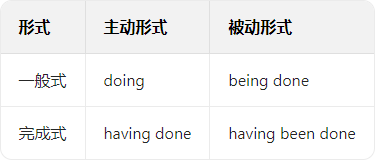 形式 主动形式 被动形式
一般式 doing being done
完成式 having done having been done